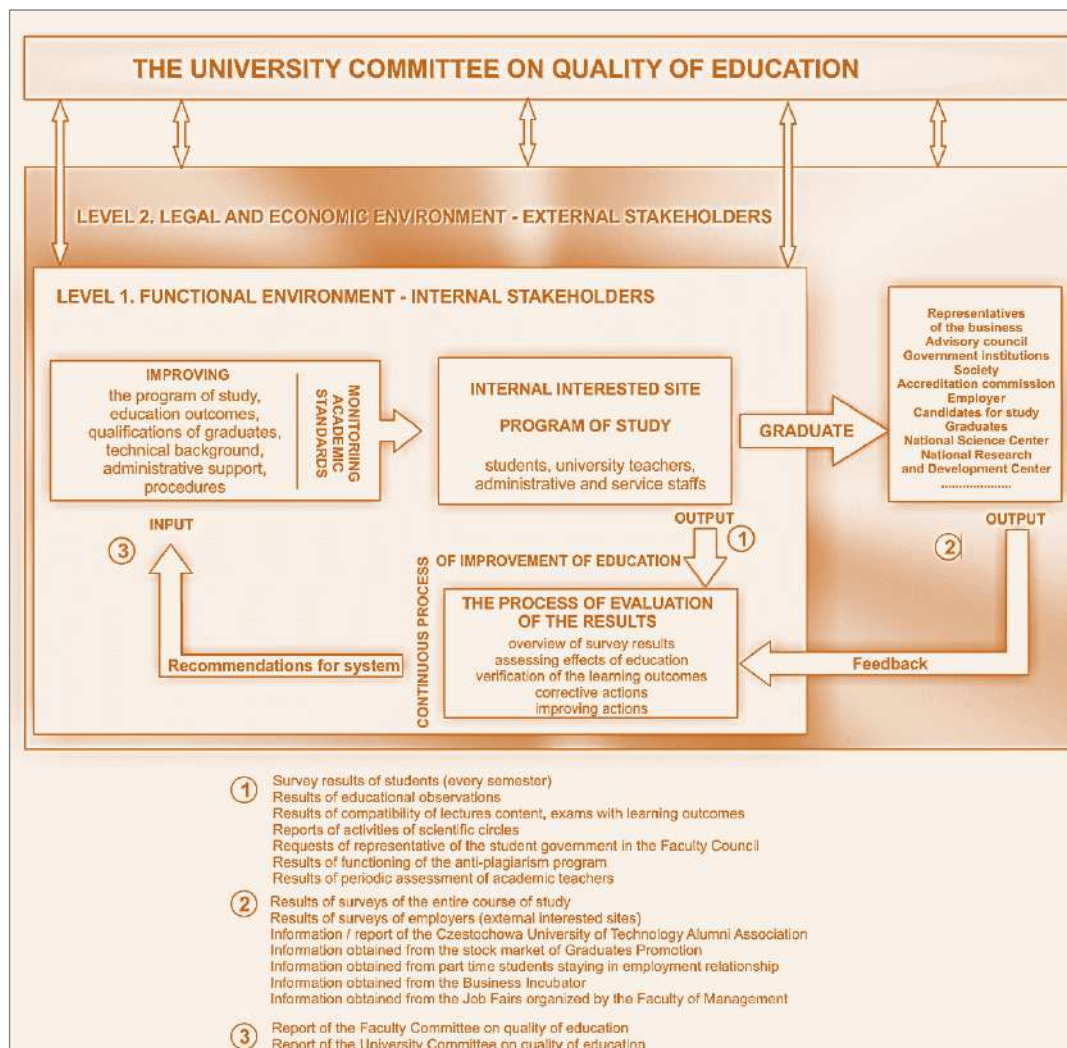 THE UNIVERSITY COMMITTEE ON QUALITY OF EDUCATION
LEVEL 2. LEGAL AND ECONOMIC ENVIRONMENT - EXTERNAL STAKEHOLDERS
LEVEL 1. FUNCTIONAL ENVIRONMENT - INTERNAL STAKEHOLDERS
IMPROVING
the program of study,
education outcomes,
qualifications of graduates,
technical background,
administrative support,
procedures
MONITORIING
ACADEMIC
STANDARDS
INTERNAL INTERESTED SITE
PROGRAM OF STUDY
students, university teachers,
administrative and service staffs
GRADUATE
Representatives
of the business
Advisory council
Government institutions
Society
Accreditation commission
Employer
Candidates for study
Graduates
National Science Center
National Research
and Development Center
.....................
INPUT
3
OUTPUT
1
OUTPUT
2
CONTINUOUS PROCESS
OF IMPROVEMENT OF EDUCATION
THE PROCESS OF EVALUATION
OF THE RESULTS
overview of survey results
assessing effects of education
verification of the learning outcomes
corrective actions
improving actions
Recommendations for system
Feedback
1 Survey results of students (every semester)
Results of educational observations
Results of compatibility of lectures content, exams with learning outcomes
Reports of activities of scientific circles
Requests of representative of the student government in the Faculty Council
Results of functioning of the anti-plagiarism program
Results of periodic assessment of academic teachers
2 Results of surveys of the entire course of study
Results of surveys of employers (external interested sites)
Information / report of the Czestochowa University of Technology Alumni Association
Information obtained from the stock market of Graduates Promotion
Information obtained from part time students staying in employment relationship
Information obtained from the Business Incubator
Information obtained from the Job Fairs organized by the Faculty of Management
3 Report of the Faculty Committee on quality of education
Report of the University Committee on quality of education